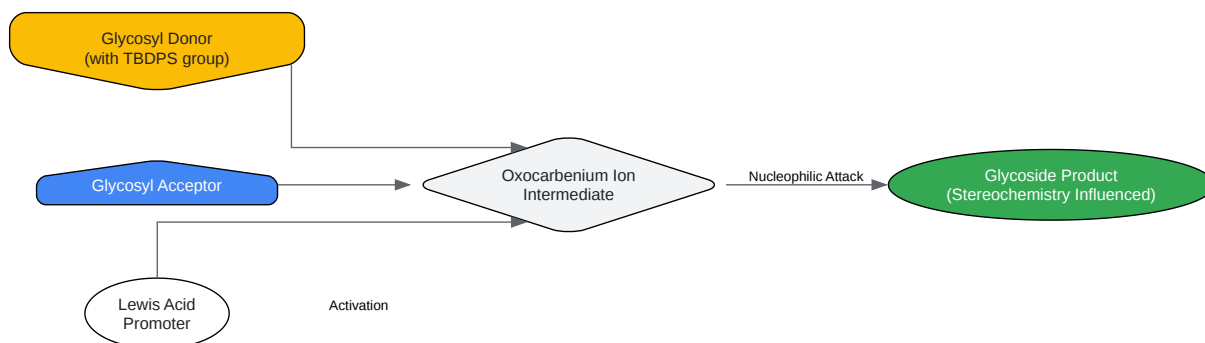 Glycosyl Donor
(with TBDPS group)
Glycosyl Acceptor
Oxocarbenium Ion
Intermediate
Nucleophilic Attack
Glycoside Product
(Stereochemistry Influenced)
Lewis Acid
Promoter
Activation